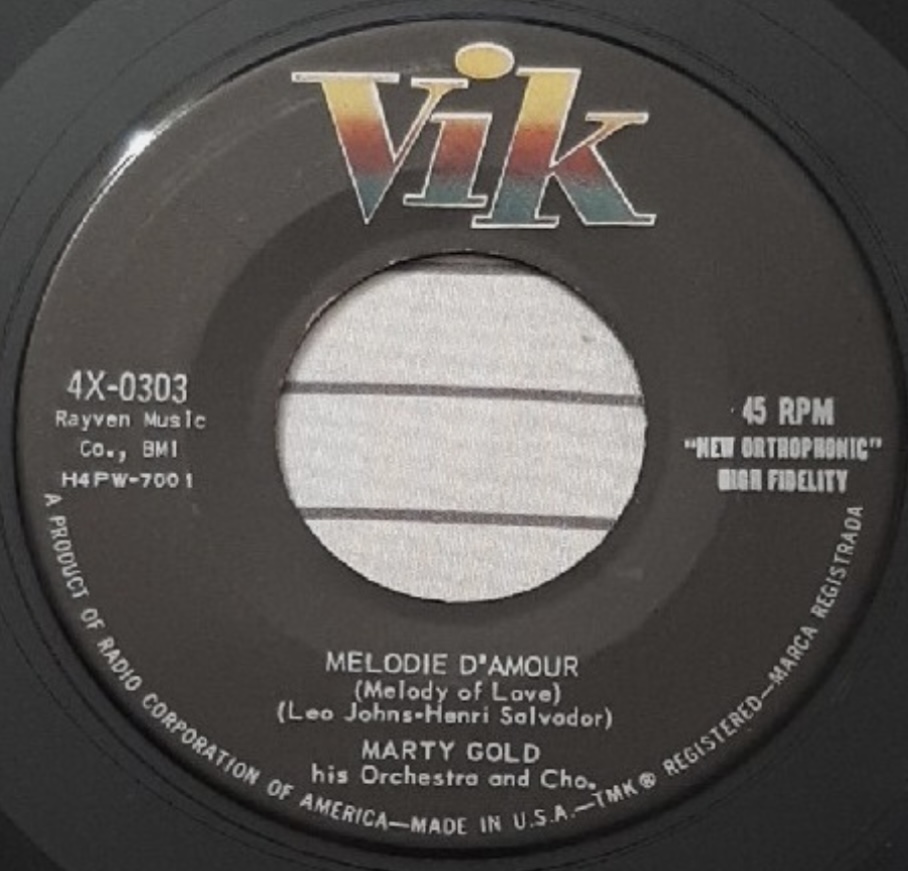 Vik
4X-0303
Rayven Music
Co., BMI
H4PW-7001
45 RPM
"NEW ORTHOPHONIC"
HIGH FIDELITY
MELODIE D'AMOUR
(Melody of Love)
(Leo Johns-Henri Salvador)
MARTY GOLD
his Orchestra and Cho.
A PRODUCT OF RADIO CORPORATION OF AMERICA—MADE IN U.S.A.—TMK® REGISTERED—MARCA REGISTRADA